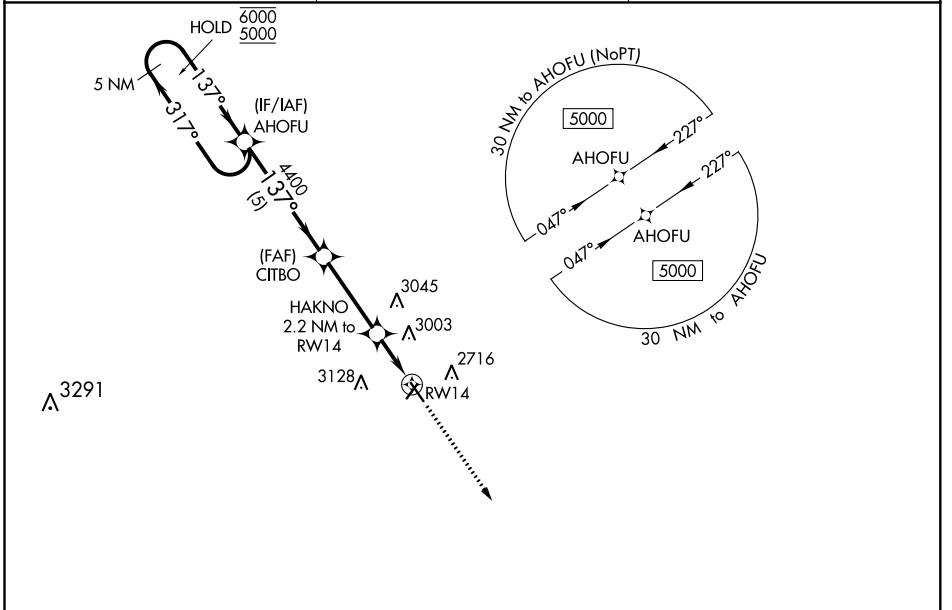 HOLD
6000
5000
5 NM
137°
317°
(IF/IAF)
AHOFU
4400
137°
(5)
(FAF)
CITBO
HAKNO
2.2 NM to
RW14
3045
3003
2716
3128
RW14
3291
30 NM to AHOFU (NoPT)
5000
AHOFU
227°
047°
227°
047°
AHOFU
5000
30 NM to AHOFU